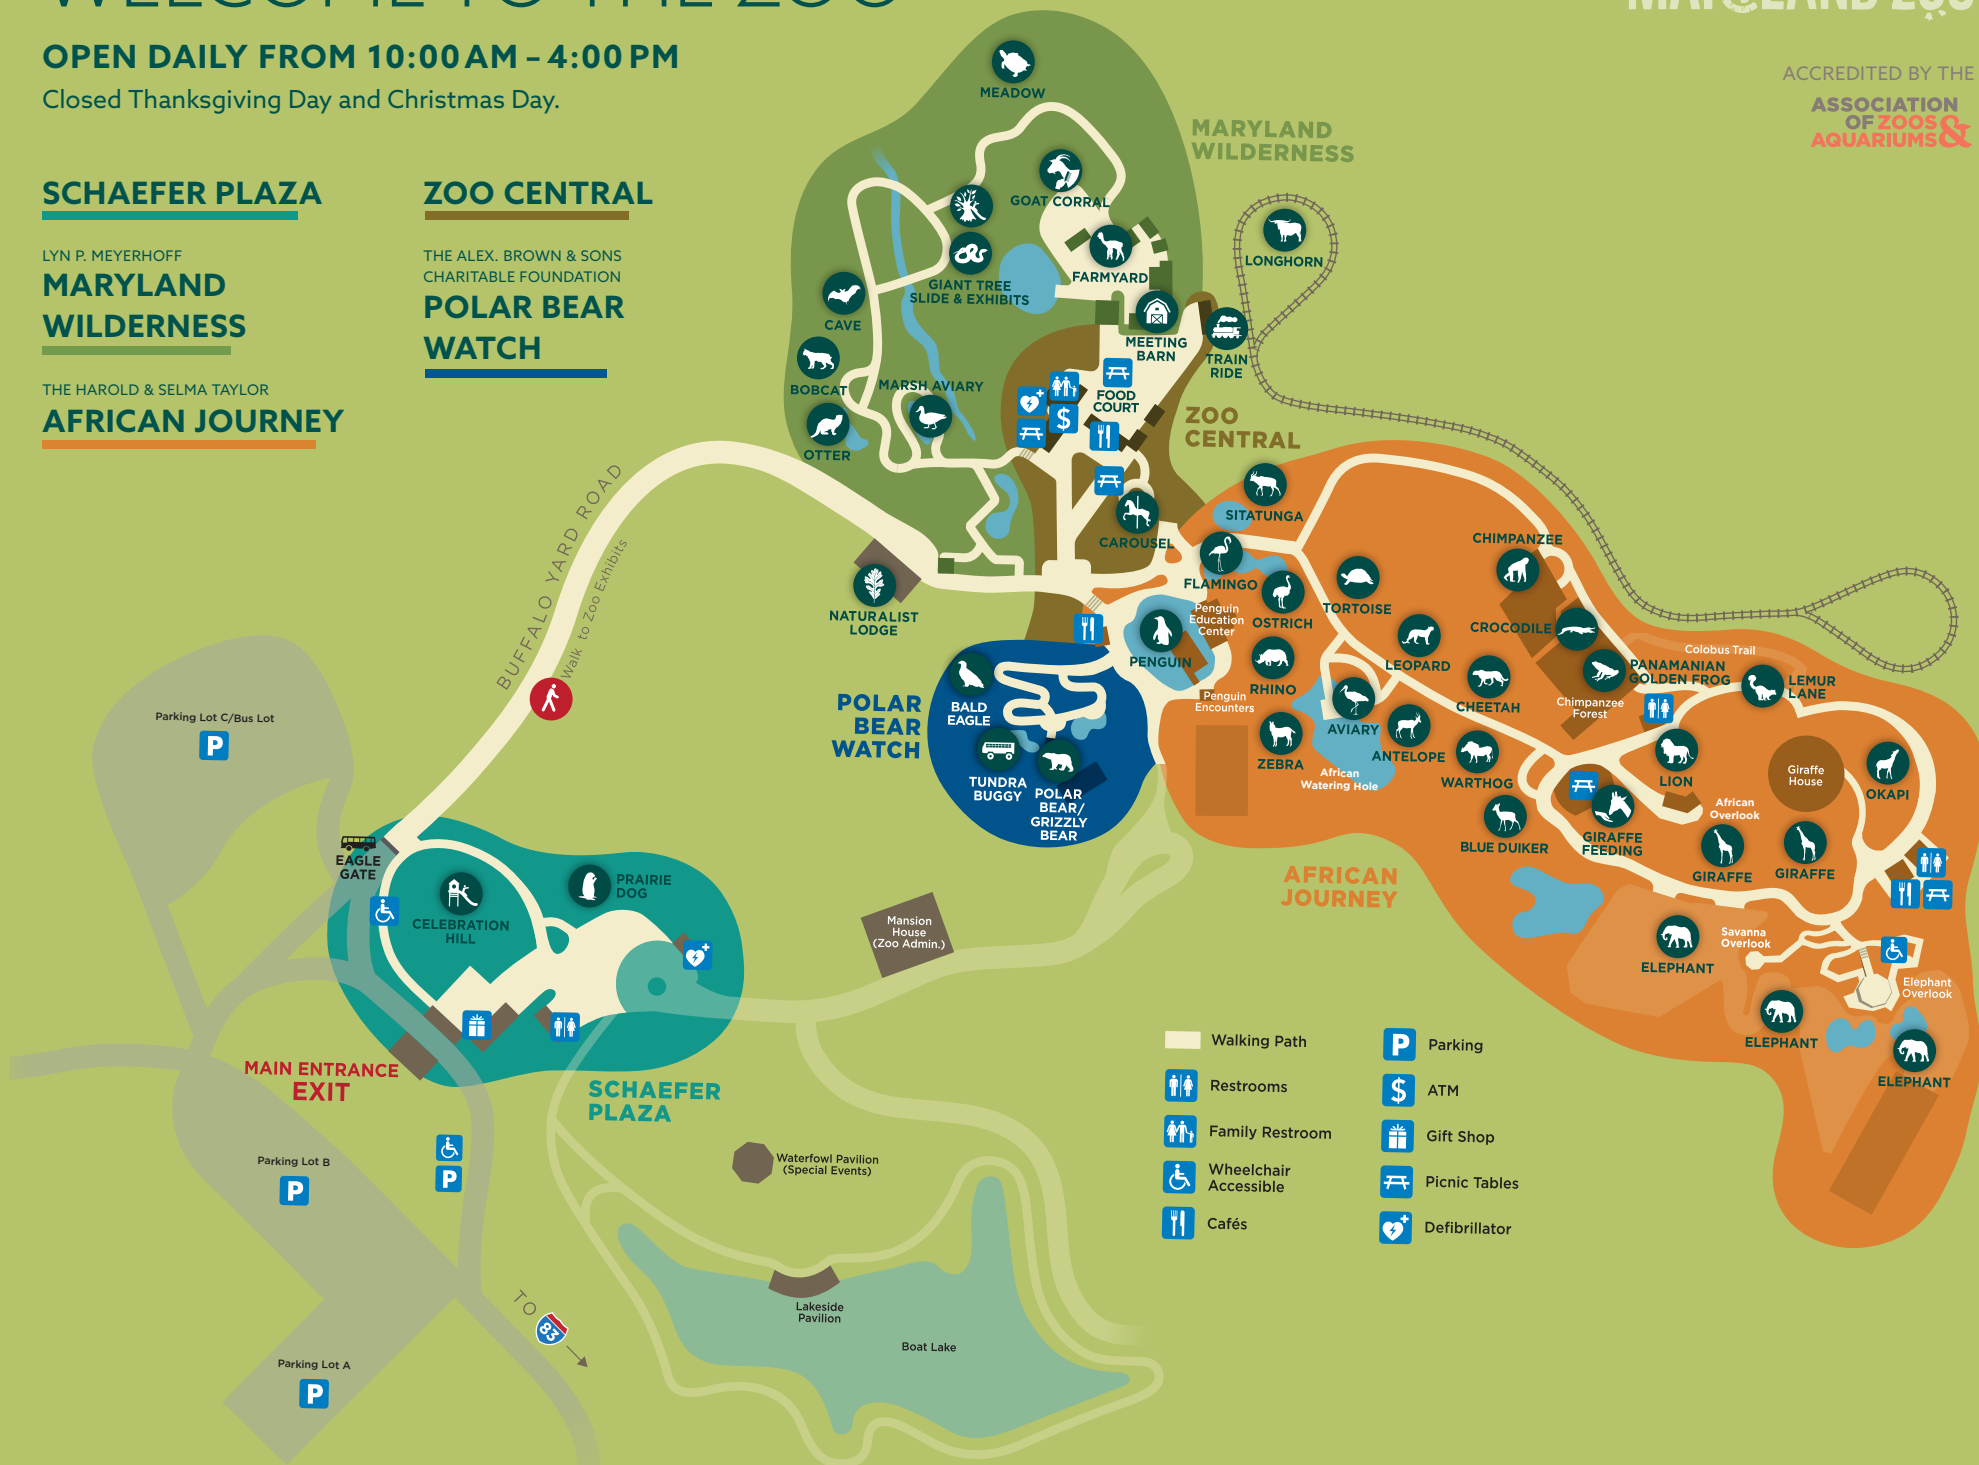 WELCOME TO THE ZOO
OPEN DAILY FROM 10:00 AM – 4:00 PM
Closed Thanksgiving Day and Christmas Day.
MARYLAND ZOO
ACCREDITED BY THE
ASSOCIATION
OF ZOOS &
AQUARIUMS
SCHAEFER PLAZA
LYN P. MEYERHOFF
MARYLAND
WILDERNESS
THE HAROLD & SELMA TAYLOR
AFRICAN JOURNEY
ZOO CENTRAL
THE ALEX. BROWN & SONS
CHARITABLE FOUNDATION
POLAR BEAR
WATCH
MEADOW
MARYLAND
WILDERNESS
GOAT CORRAL
FARMYARD
LONGHORN
GIANT TREE
SLIDE & EXHIBITS
CAVE
MEETING
BARN
TRAIN
RIDE
BOBCAT
MARSH AVIARY
FOOD
COURT
$
OTTER
ZOO
CENTRAL
CAROUSEL
BUFFALO YARD ROAD
Walk to Zoo Exhibits
NATURALIST
LODGE
SITATUNGA
FLAMINGO
OSTRICH
TORTOISE
CHIMPANZEE
CROCODILE
PANAMANIAN
GOLDEN FROG
Colobus Trail
LEMUR
LANE
Penguin
Education
Center
PENGUIN
RHINO
Penguin
Encounters
LEOPARD
CHEETAH
Chimpanzee
Forest
POLAR
BEAR
WATCH
BALD
EAGLE
TUNDRA
BUGGY
POLAR
BEAR/
GRIZZLY
BEAR
ZEBRA
AVIARY
ANTELOPE
African
Watering Hole
WARTHOG
LION
Giraffe
House
OKAPI
BLUE DUIKER
GIRAFFE
FEEDING
African
Overlook
GIRAFFE
GIRAFFE
AFRICAN
JOURNEY
ELEPHANT
Savanna
Overlook
Elephant
Overlook
ELEPHANT
ELEPHANT
Parking Lot C/Bus Lot
P
EAGLE
GATE
CELEBRATION
HILL
PRAIRIE
DOG
Mansion
House
(Zoo Admin.)
MAIN ENTRANCE
EXIT
SCHAEFER
PLAZA
Parking Lot B
P
P
Waterfowl Pavilion
(Special Events)
Lakeside
Pavilion
Boat Lake
TO
83
Parking Lot A
P
Walking Path
Restrooms
Family Restroom
Wheelchair
Accessible
Cafés
P Parking
$ ATM
Gift Shop
Picnic Tables
Defibrillator